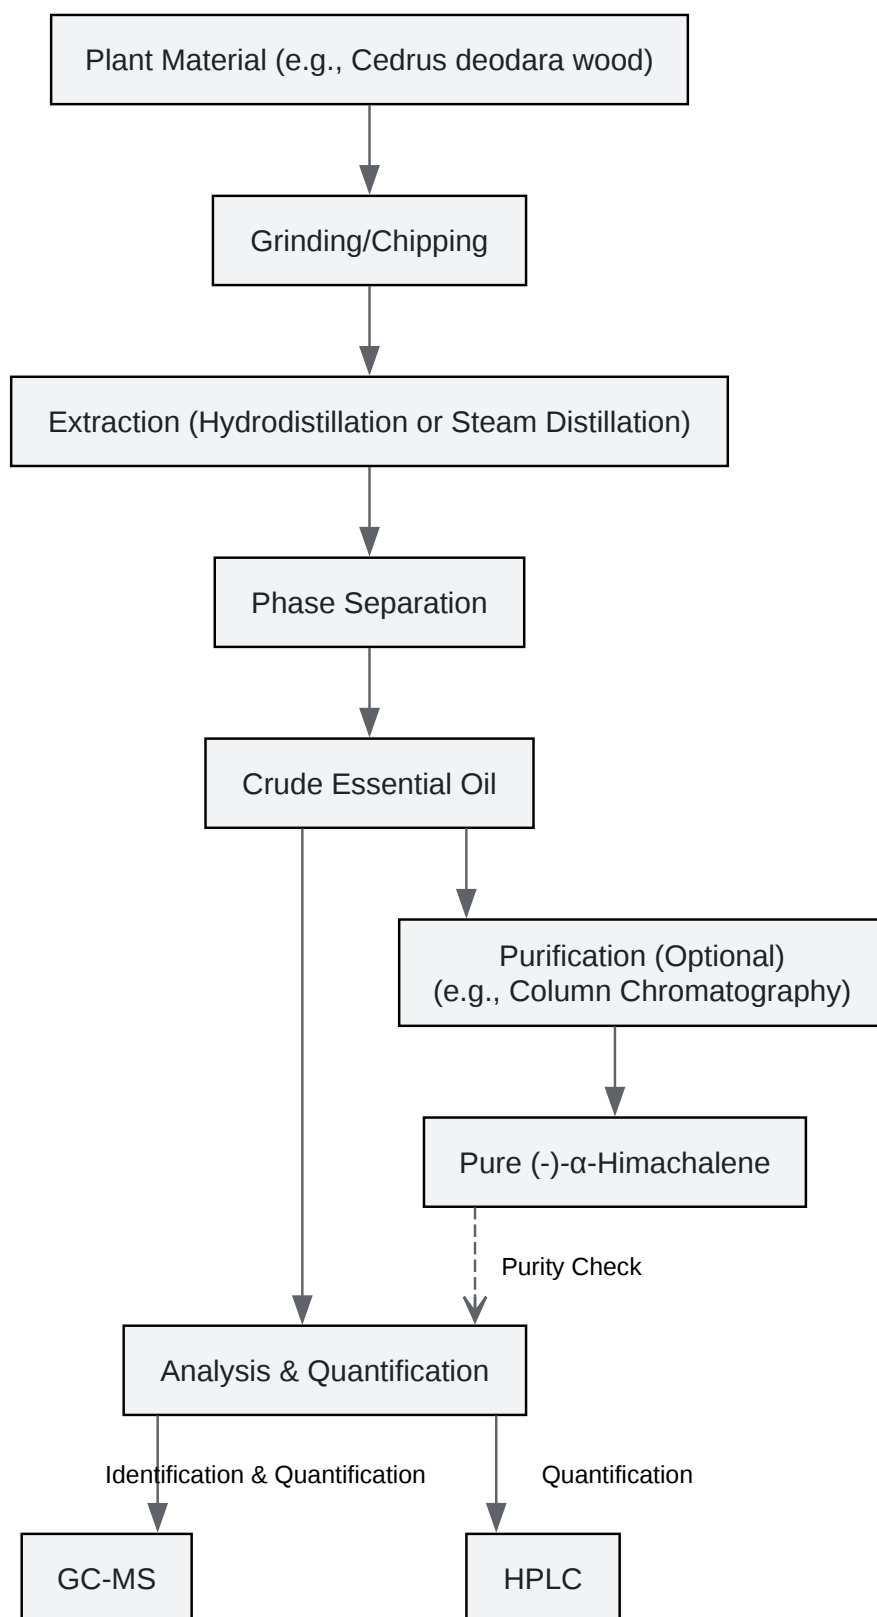 Plant Material (e.g., Cedrus deodara wood)
Grinding/Chipping
Extraction (Hydrodistillation or Steam Distillation)
Phase Separation
Crude Essential Oil
Purification (Optional)
(e.g., Column Chromatography)
Pure (-)-α-Himachalene
Purity Check
Analysis & Quantification
Identification & Quantification
Quantification
GC-MS
HPLC